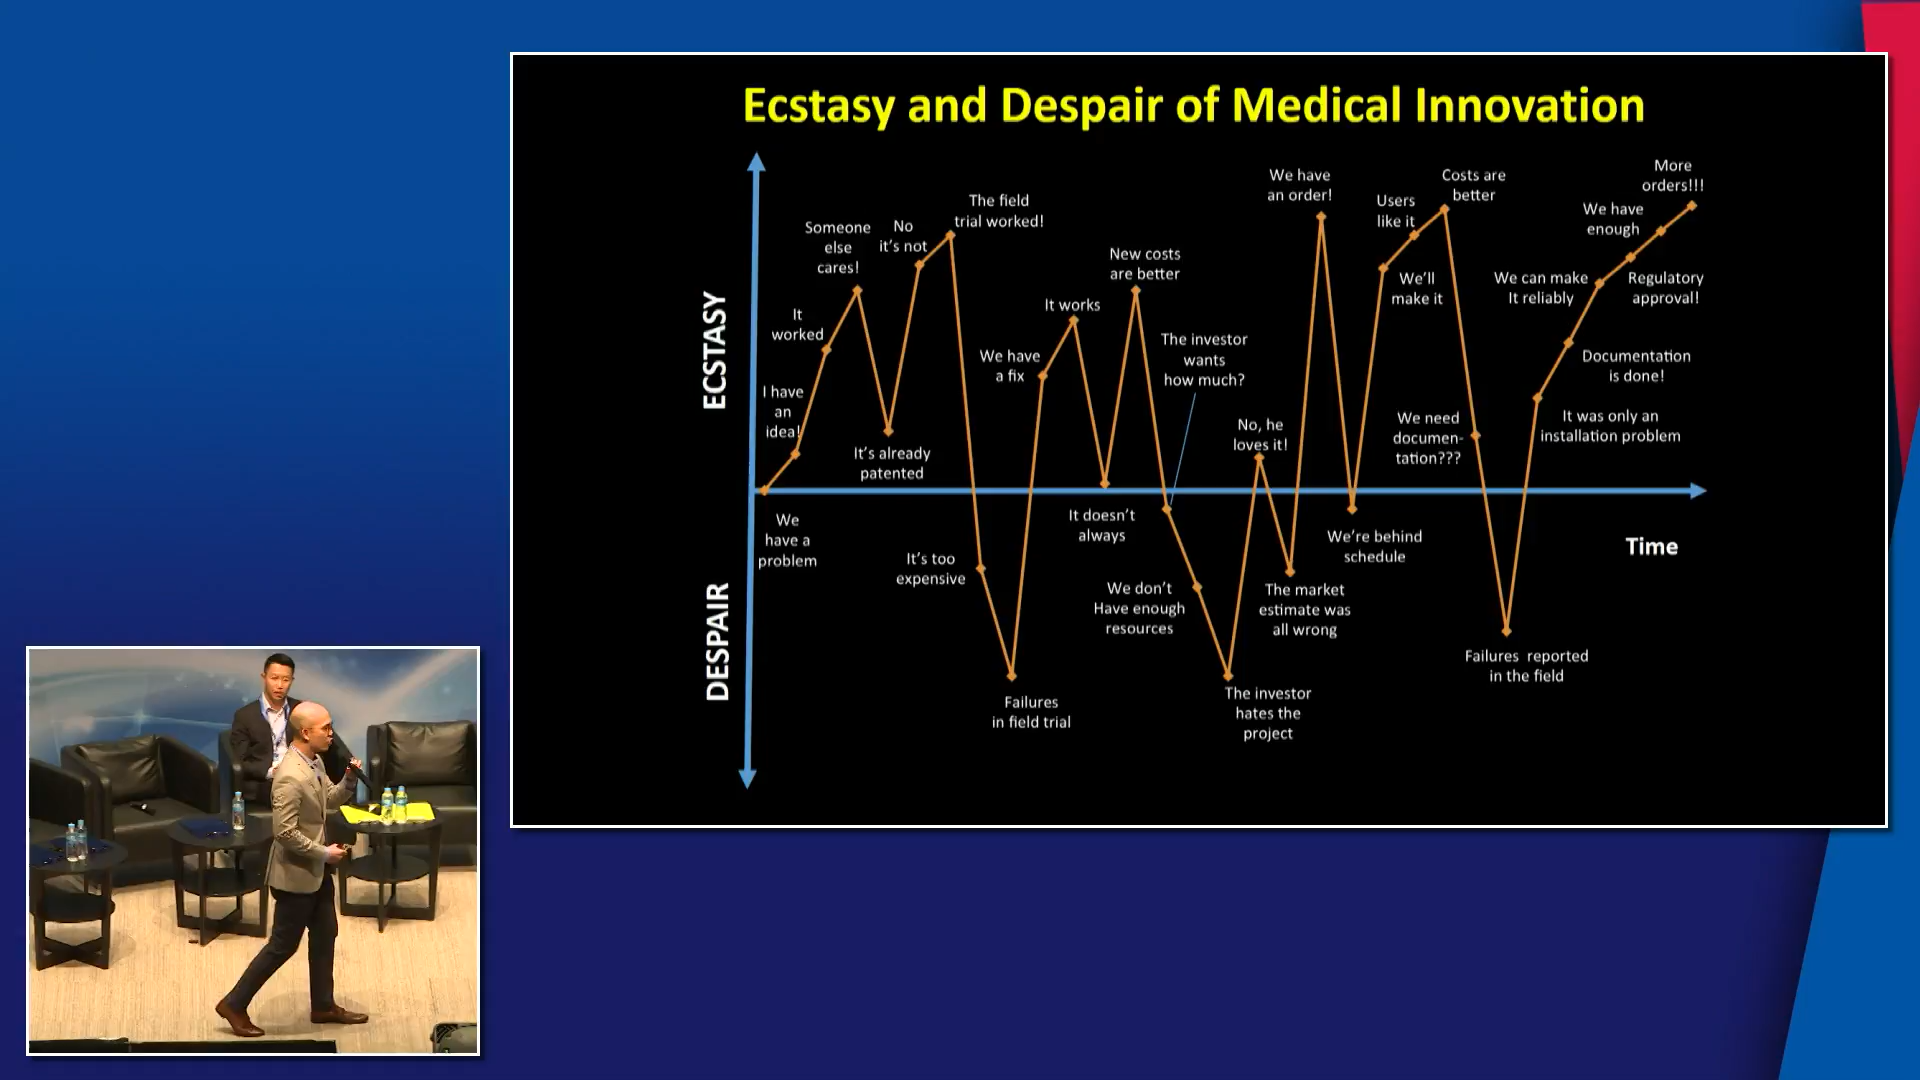 Ecstasy and Despair of Medical Innovation
ECSTASY
DESPAIR
Time
We
have a
problem
I have
an
idea!
It
worked
Someone
else
cares!
It's already
patented
No
it's not
The field
trial worked!
It's too
expensive
Failures
in field trial
We have
a fix
It works
It doesn't
always
New costs
are better
The investor
wants
how much?
We don't
Have enough
resources
The investor
hates the
project
No, he
loves it!
The market
estimate was
all wrong
We have
an order!
We're behind
schedule
We'll
make it
Users
like it
Costs are
better
We need
documen-
tation???
Failures reported
in the field
It was only an
installation problem
Documentation
is done!
We can make
It reliably
Regulatory
approval!
We have
enough
More
orders!!!